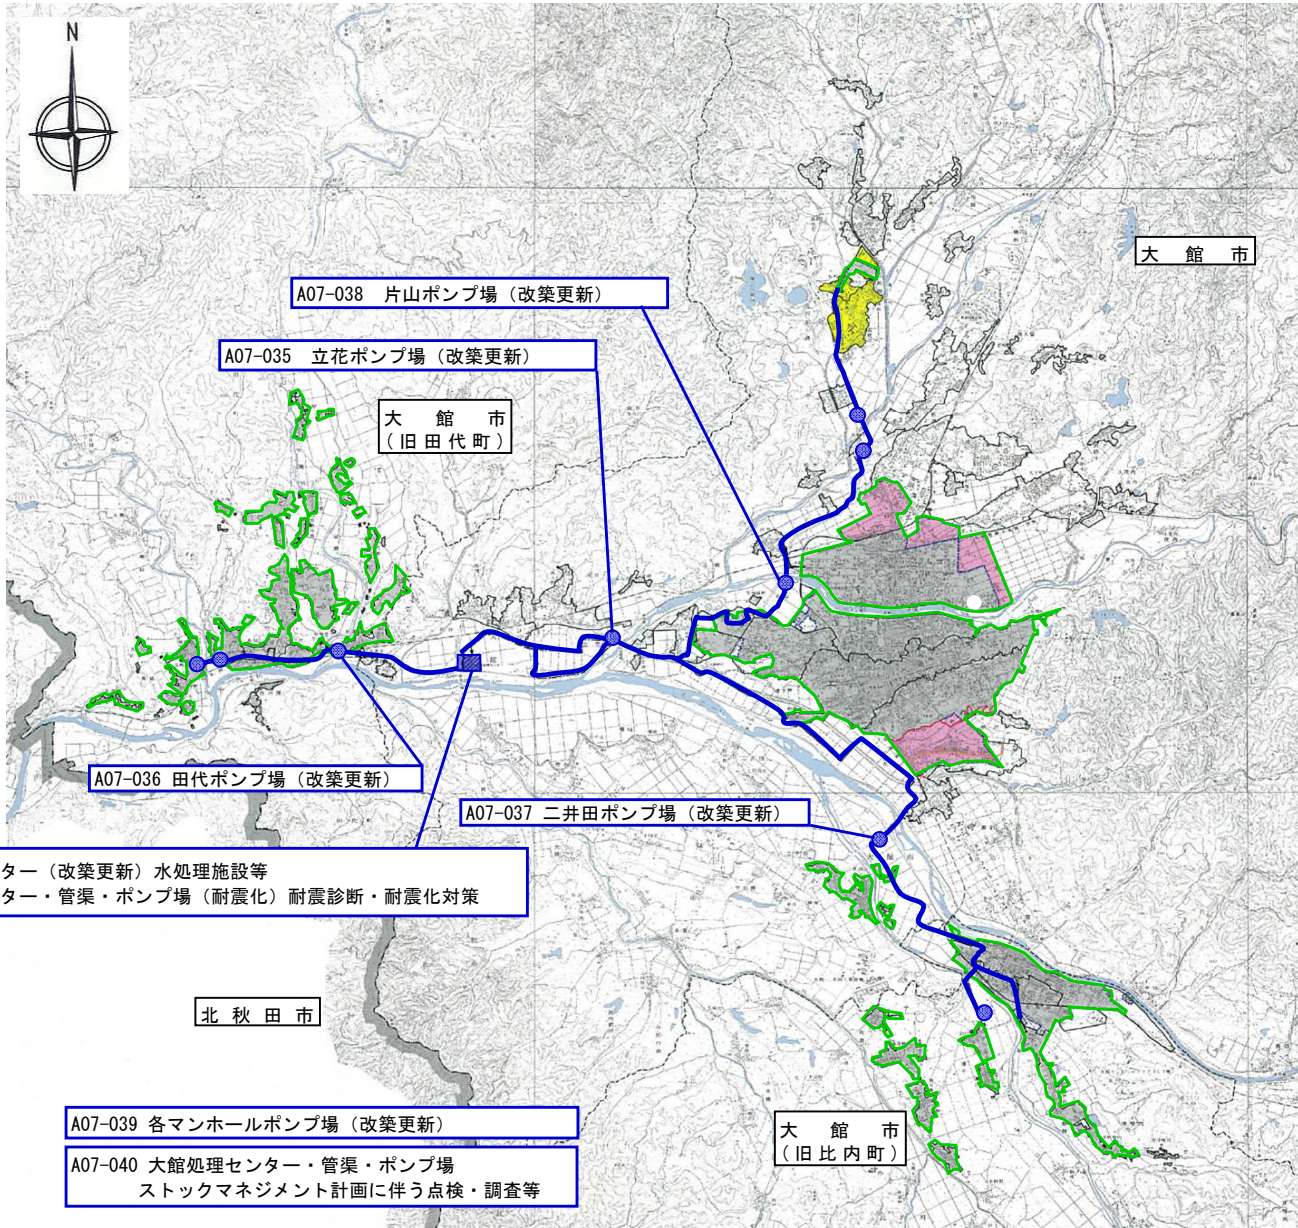 N
大館市
A07-038 片山ポンプ場（改築更新）
A07-035 立花ポンプ場（改築更新）
大館市
（旧田代町）
A07-036 田代ポンプ場（改築更新）
A07-037 二井田ポンプ場（改築更新）
ター（改築更新）水処理施設等
ター・管渠・ポンプ場（耐震化）耐震診断・耐震化対策
北秋田市
A07-039 各マンホールポンプ場（改築更新）
A07-040 大館処理センター・管渠・ポンプ場
ストックマネジメント計画に伴う点検・調査等
大館市
（旧比内町）